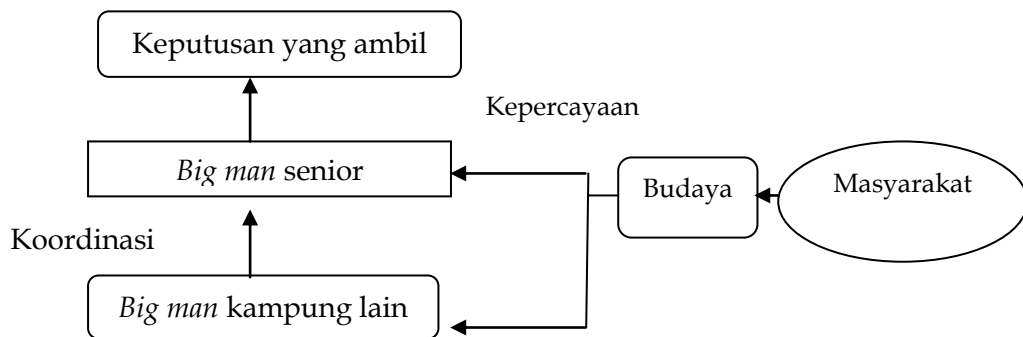 Keputusan yang ambil
Kepercayaan
Big man senior
Budaya
Masyarakat
Koordinasi
Big man kampung lain